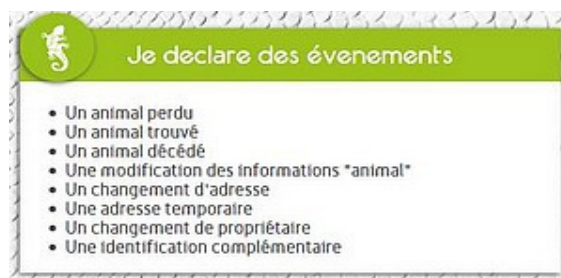 Je declare des évenements
• Un animal perdu
• Un animal trouvé
• Un animal décédé
• Une modification des informations "animal"
• Un changement d'adresse
• Une adresse temporaire
• Un changement de propriétaire
• Une identification complémentaire